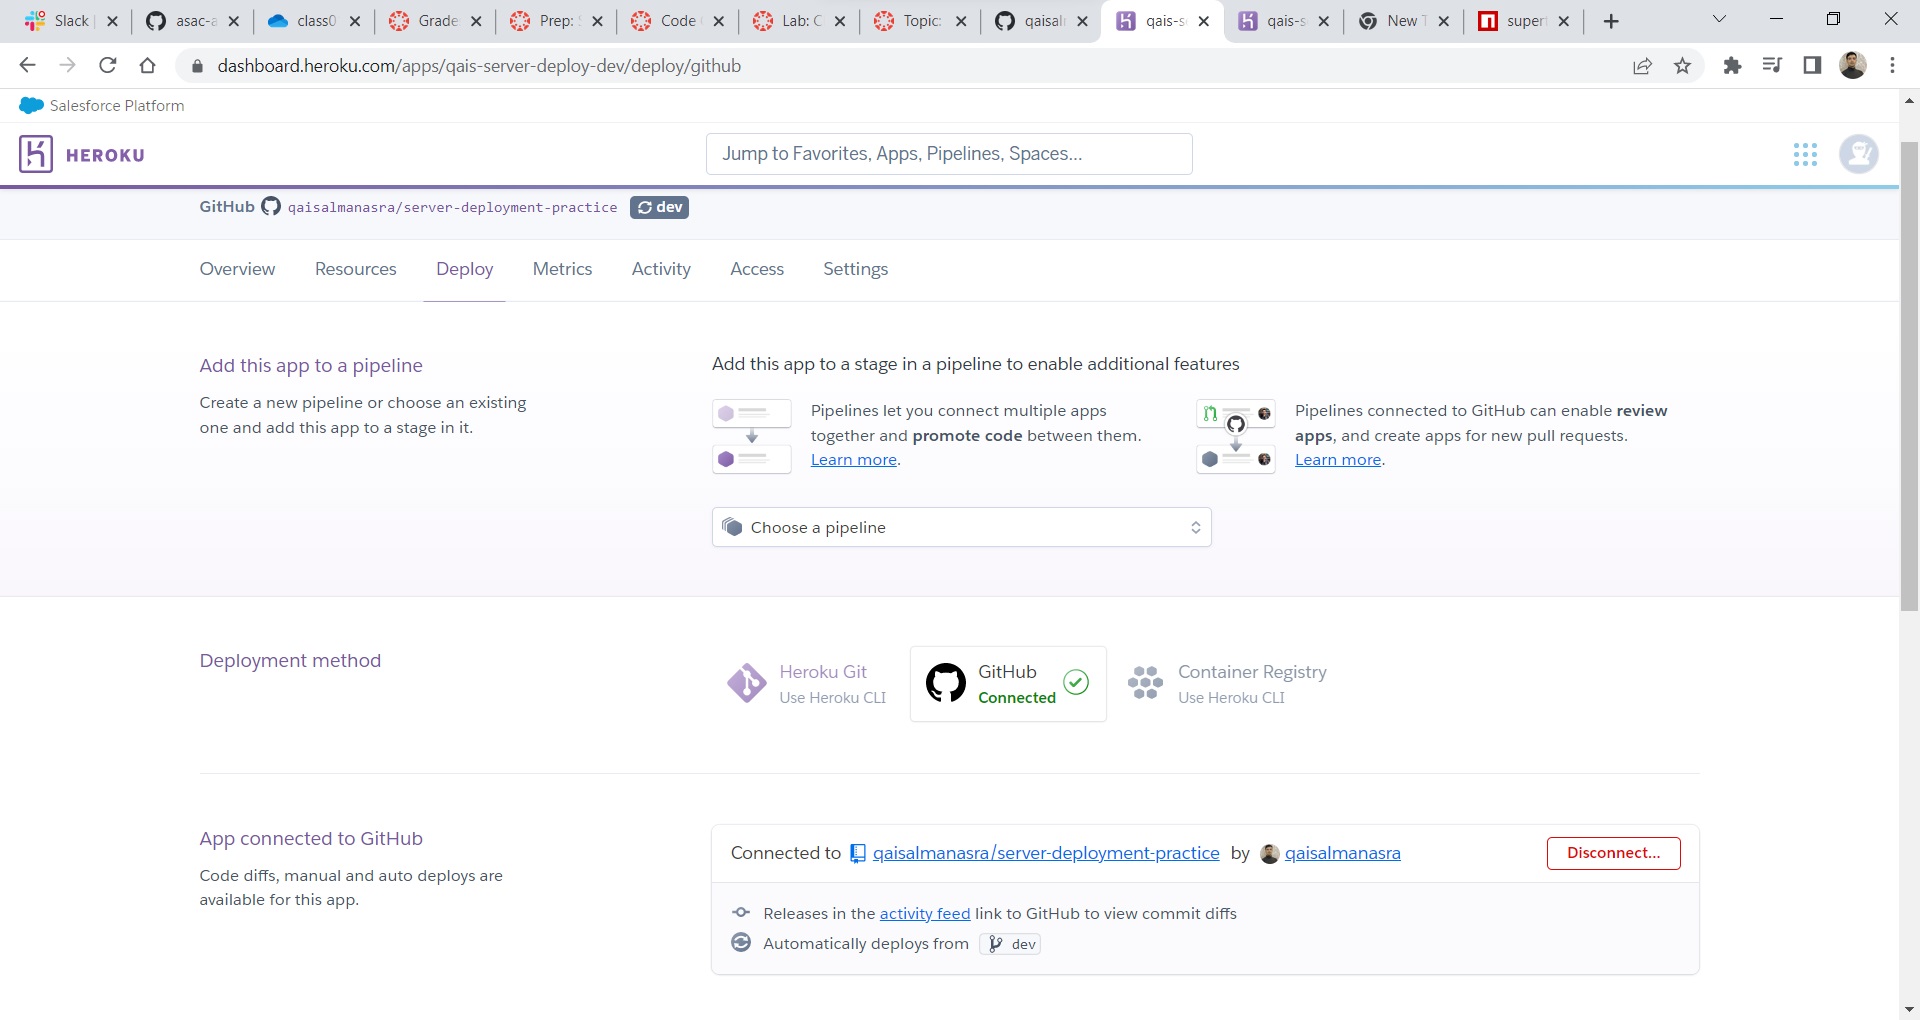 Slack
asac-a
class0
Grade
Prep: S
Code
Lab: C
Topic:
qaisalr
qais-s
qais-s
New T
super
dashboard.heroku.com/apps/qais-server-deploy-dev/deploy/github
Salesforce Platform
HEROKU
Jump to Favorites, Apps, Pipelines, Spaces...
GitHub qaisalmanasra/server-deployment-practice dev
Overview Resources Deploy Metrics Activity Access Settings
Add this app to a pipeline
Create a new pipeline or choose an existing
one and add this app to a stage in it.
Add this app to a stage in a pipeline to enable additional features
Pipelines let you connect multiple apps
together and promote code between them.
Learn more.
Pipelines connected to GitHub can enable review
apps, and create apps for new pull requests.
Learn more.
Choose a pipeline
Deployment method
Heroku Git
Use Heroku CLI
GitHub
Connected
Container Registry
Use Heroku CLI
App connected to GitHub
Code diffs, manual and auto deploys are
available for this app.
Connected to qaisalmanasra/server-deployment-practice by qaisalmanasra
Disconnect...
Releases in the activity feed link to GitHub to view commit diffs
Automatically deploys from dev